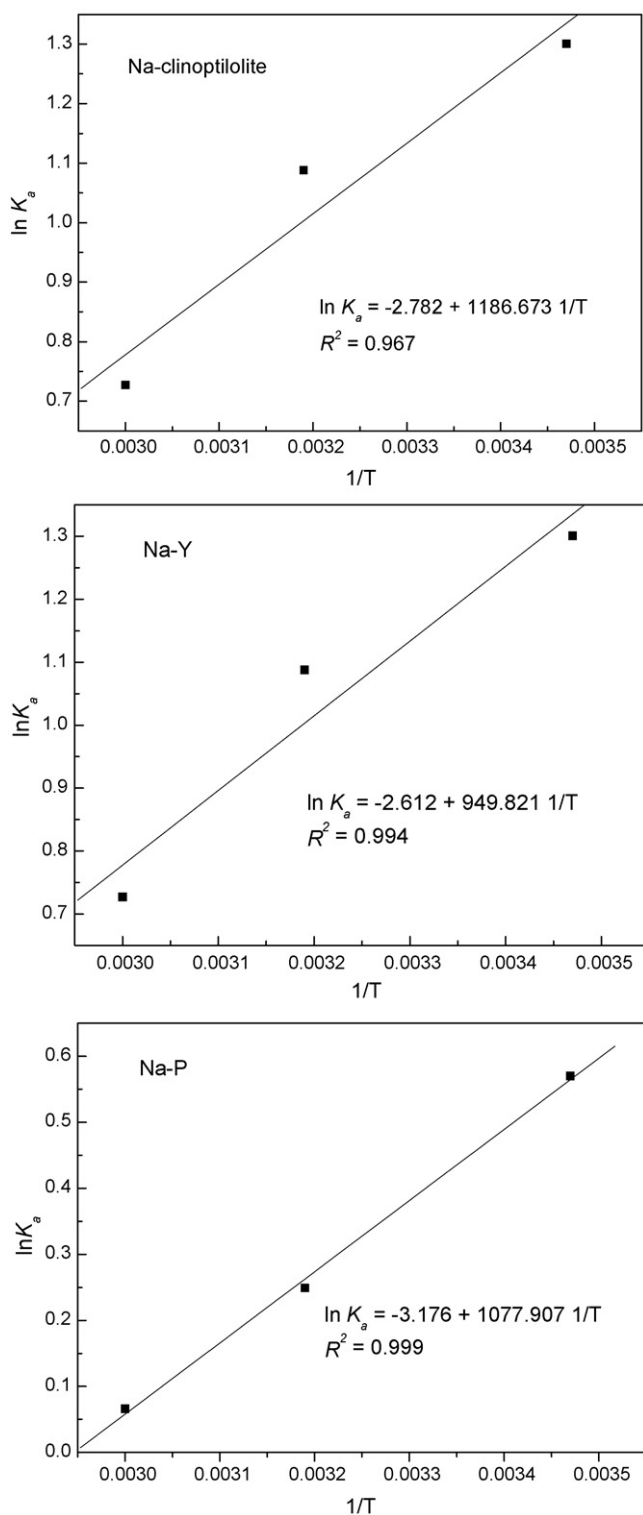 Na-clinoptilolite
1.3
1.2
1.1
1.0
0.9
0.8
0.7
ln Kₐ
ln Kₐ = -2.782 + 1186.673 1/T
R² = 0.967
0.0030 0.0031 0.0032 0.0033 0.0034 0.0035
1/T
Na-Y
1.3
1.2
1.1
1.0
0.9
0.8
0.7
lnKₐ
ln Kₐ = -2.612 + 949.821 1/T
R² = 0.994
0.0030 0.0031 0.0032 0.0033 0.0034 0.0035
1/T
Na-P
0.6
0.5
0.4
0.3
0.2
0.1
0.0
lnKₐ
ln Kₐ = -3.176 + 1077.907 1/T
R² = 0.999
0.0030 0.0031 0.0032 0.0033 0.0034 0.0035
1/T